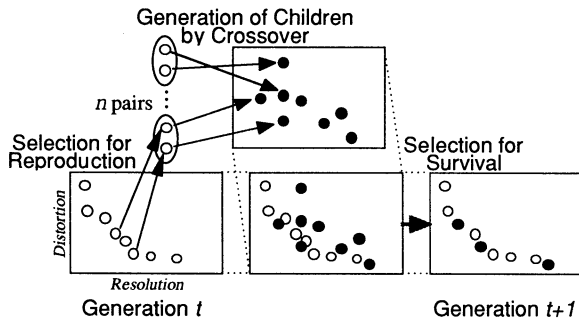 Generation of Children
by Crossover
n pairs
Selection for
Reproduction
Selection for
Survival
Distortion
Resolution
Generation t
Generation t+1